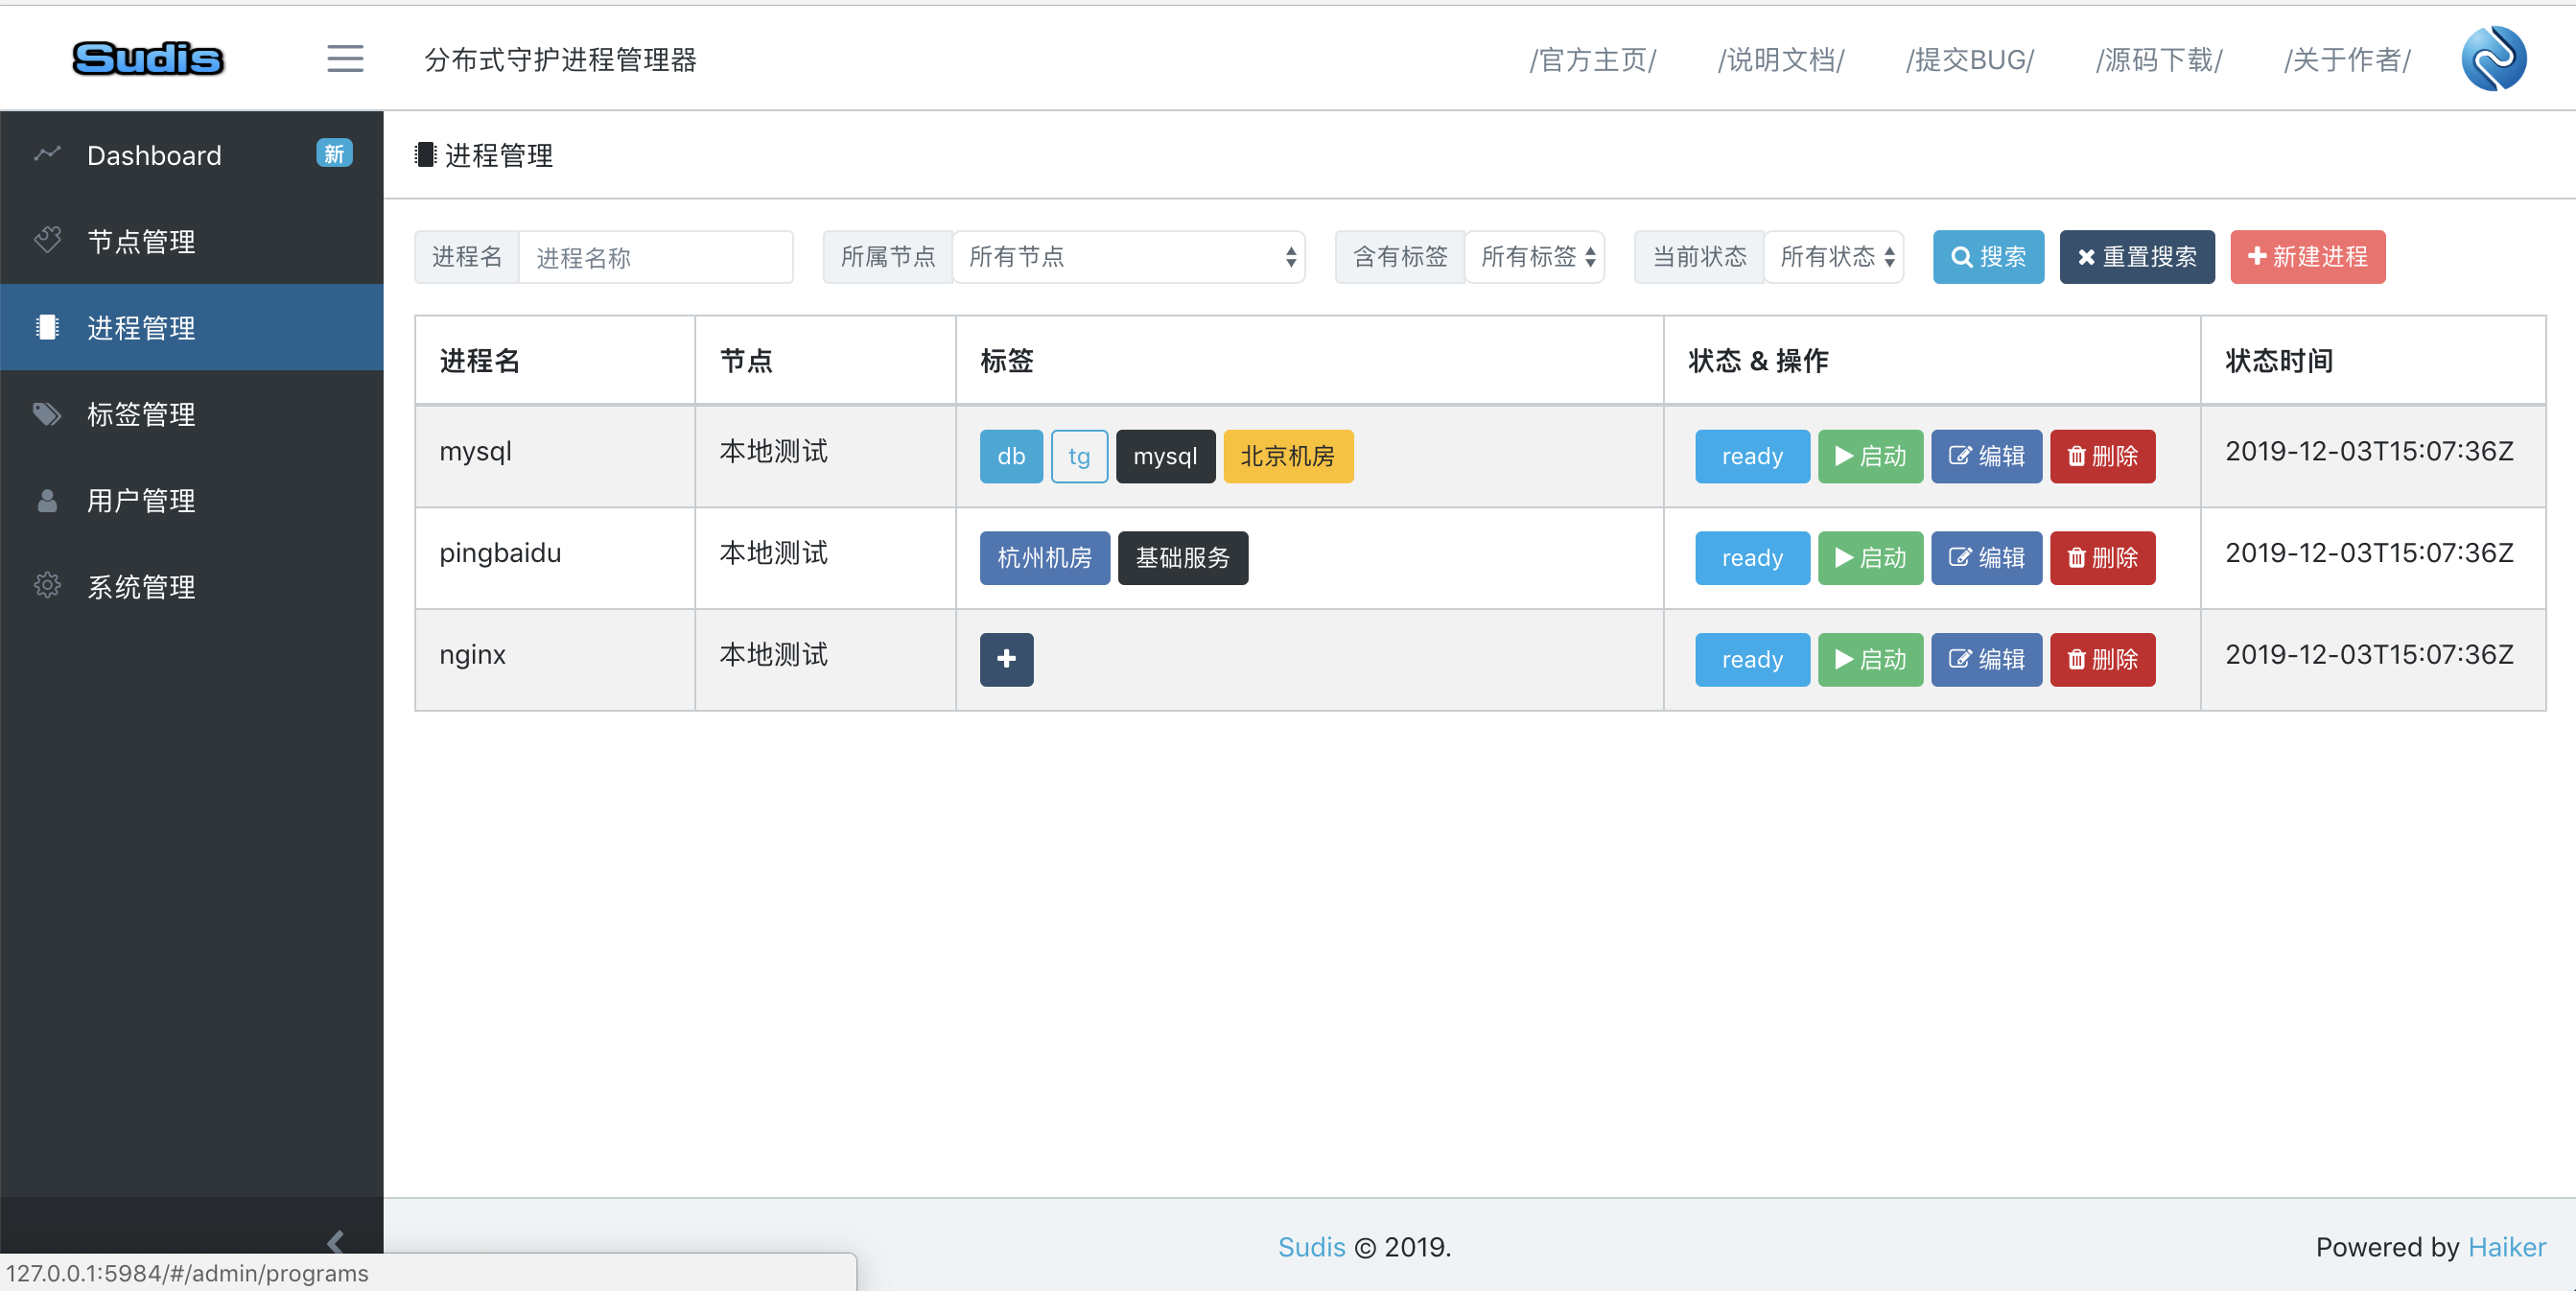 Sudis
分布式守护进程管理器
/官方主页/ /说明文档/ /提交BUG/ /源码下载/ /关于作者/
Dashboard 新
节点管理
进程管理
标签管理
用户管理
系统管理
进程管理
进程名 进程名称 所属节点 所有节点 含有标签 所有标签 当前状态 所有状态 搜索 重置搜索 新建进程
进程名 节点 标签 状态 & 操作 状态时间
mysql 本地测试 db tg mysql 北京机房 ready 启动 编辑 删除 2019-12-03T15:07:36Z
pingbaidu 本地测试 杭州机房 基础服务 ready 启动 编辑 删除 2019-12-03T15:07:36Z
nginx 本地测试 ready 启动 编辑 删除 2019-12-03T15:07:36Z
Sudis © 2019.
Powered by Haiker
127.0.0.1:5984/#/admin/programs